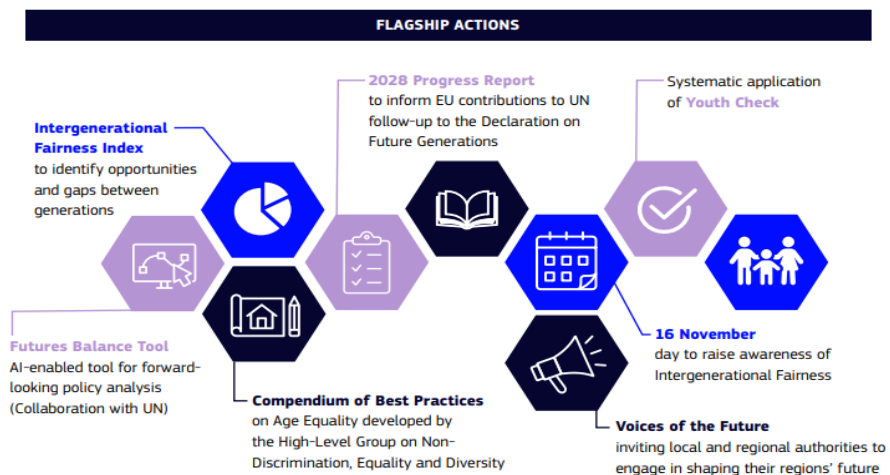 FLAGSHIP ACTIONS
2028 Progress Report
to inform EU contributions to UN
follow-up to the Declaration on
Future Generations
Systematic application
of Youth Check
Intergenerational
Fairness Index
to identify opportunities
and gaps between
generations
Futures Balance Tool
AI-enabled tool for forward-
looking policy analysis
(Collaboration with UN)
16 November
day to raise awareness of
Intergenerational Fairness
Compendium of Best Practices
on Age Equality developed by
the High-Level Group on Non-
Discrimination, Equality and Diversity
Voices of the Future
inviting local and regional authorities to
engage in shaping their regions' future